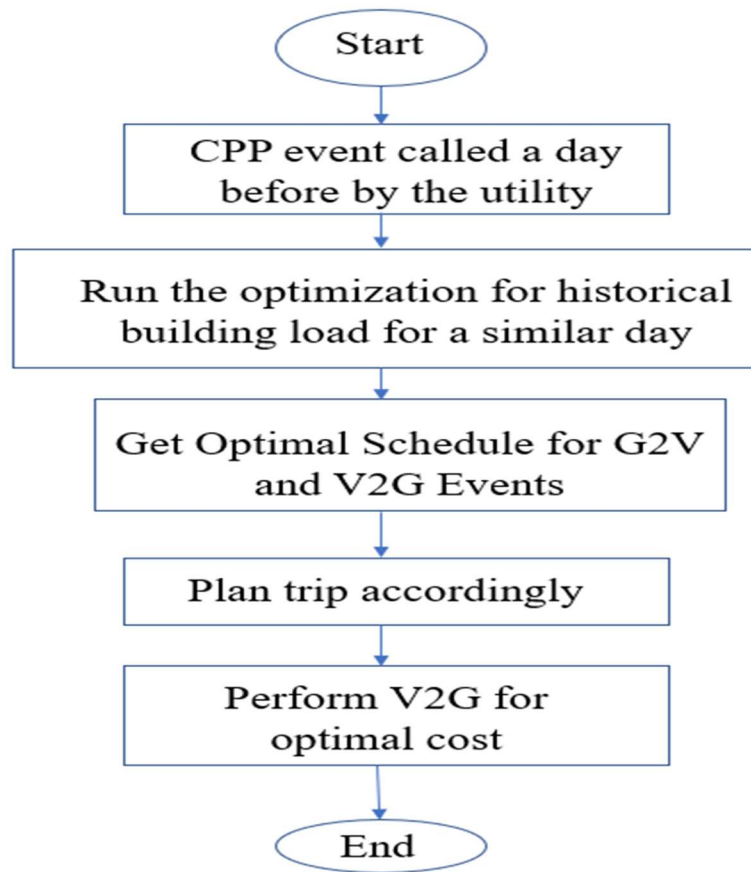 Start
CPP event called a day
before by the utility
Run the optimization for historical
building load for a similar day
Get Optimal Schedule for G2V
and V2G Events
Plan trip accordingly
Perform V2G for
optimal cost
End